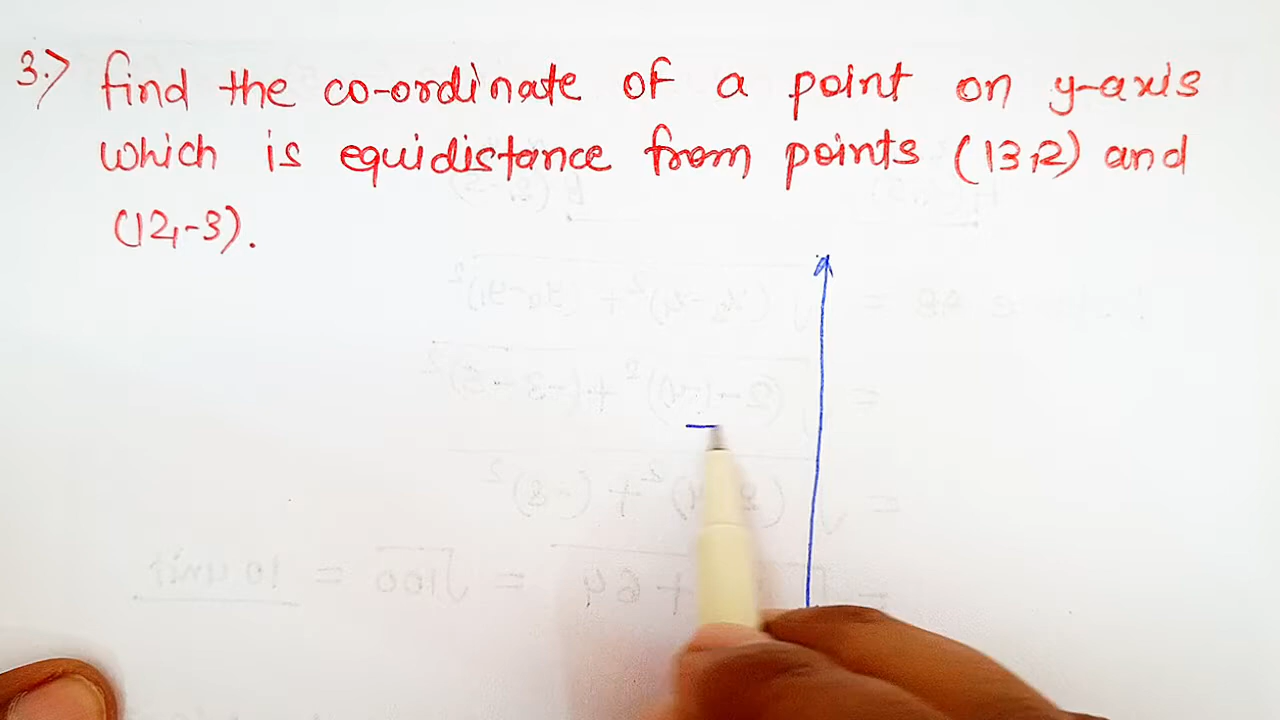 3.> find the co-ordinate of a point on y-axis
which is equidistance from points (13,2) and
(12,-3).